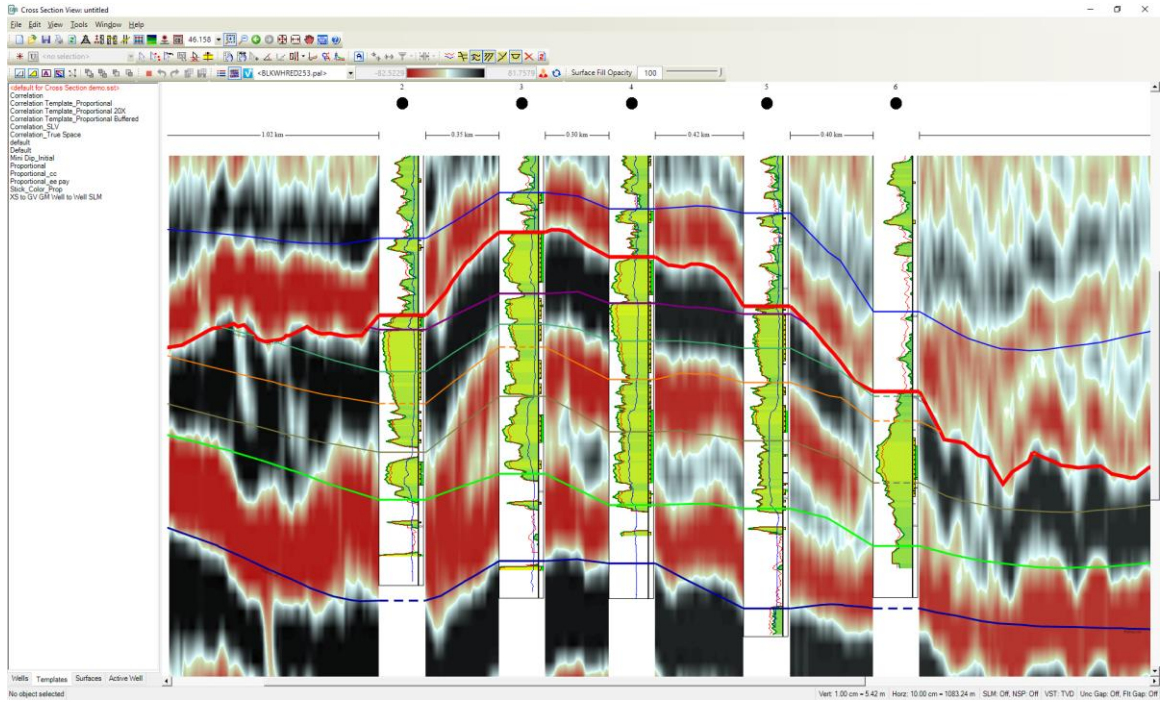 Cross Section View: untitled
File Edit View Tools Window Help
46.158
<no selection>
<BLKWHRED253.pal> -82.5229 81.7579 Surface Fill Opacity 100
<default for Cross Section demo.sst>
Correlation
Correlation Template_Proportional
Correlation Template_Proportional 20X
Correlation Template_Proportional Buffered
Correlation_SLV
Correlation_True Space
default
Default
Mini Dip_Initial
Proportional
Proportional_cc
Proportional_ee pay
Stick_Color_Prop
XS to GV GM Well to Well SLM
2 3 4 5 6
1.02 km 0.35 km 0.30 km 0.42 km 0.40 km
Wells Templates Surfaces Active Well
No object selected Vert: 1.00 cm = 5.42 m Horz: 10.00 cm = 1083.24 m SLM: Off, NSP: Off VST: TVD Unc Gap: Off, Flt Gap: Off